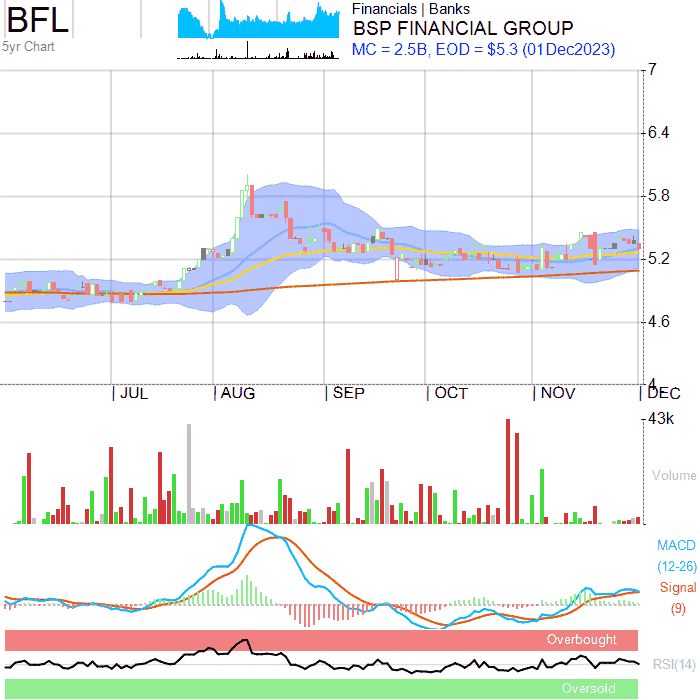 BFL
5yr Chart
Financials | Banks
BSP FINANCIAL GROUP
MC = 2.5B, EOD = $5.3 (01Dec2023)
7
6.4
5.8
5.2
4.6
4
JUL
AUG
SEP
OCT
NOV
DEC
43k
Volume
MACD
(12-26)
Signal
(9)
Overbought
RSI(14)
Oversold